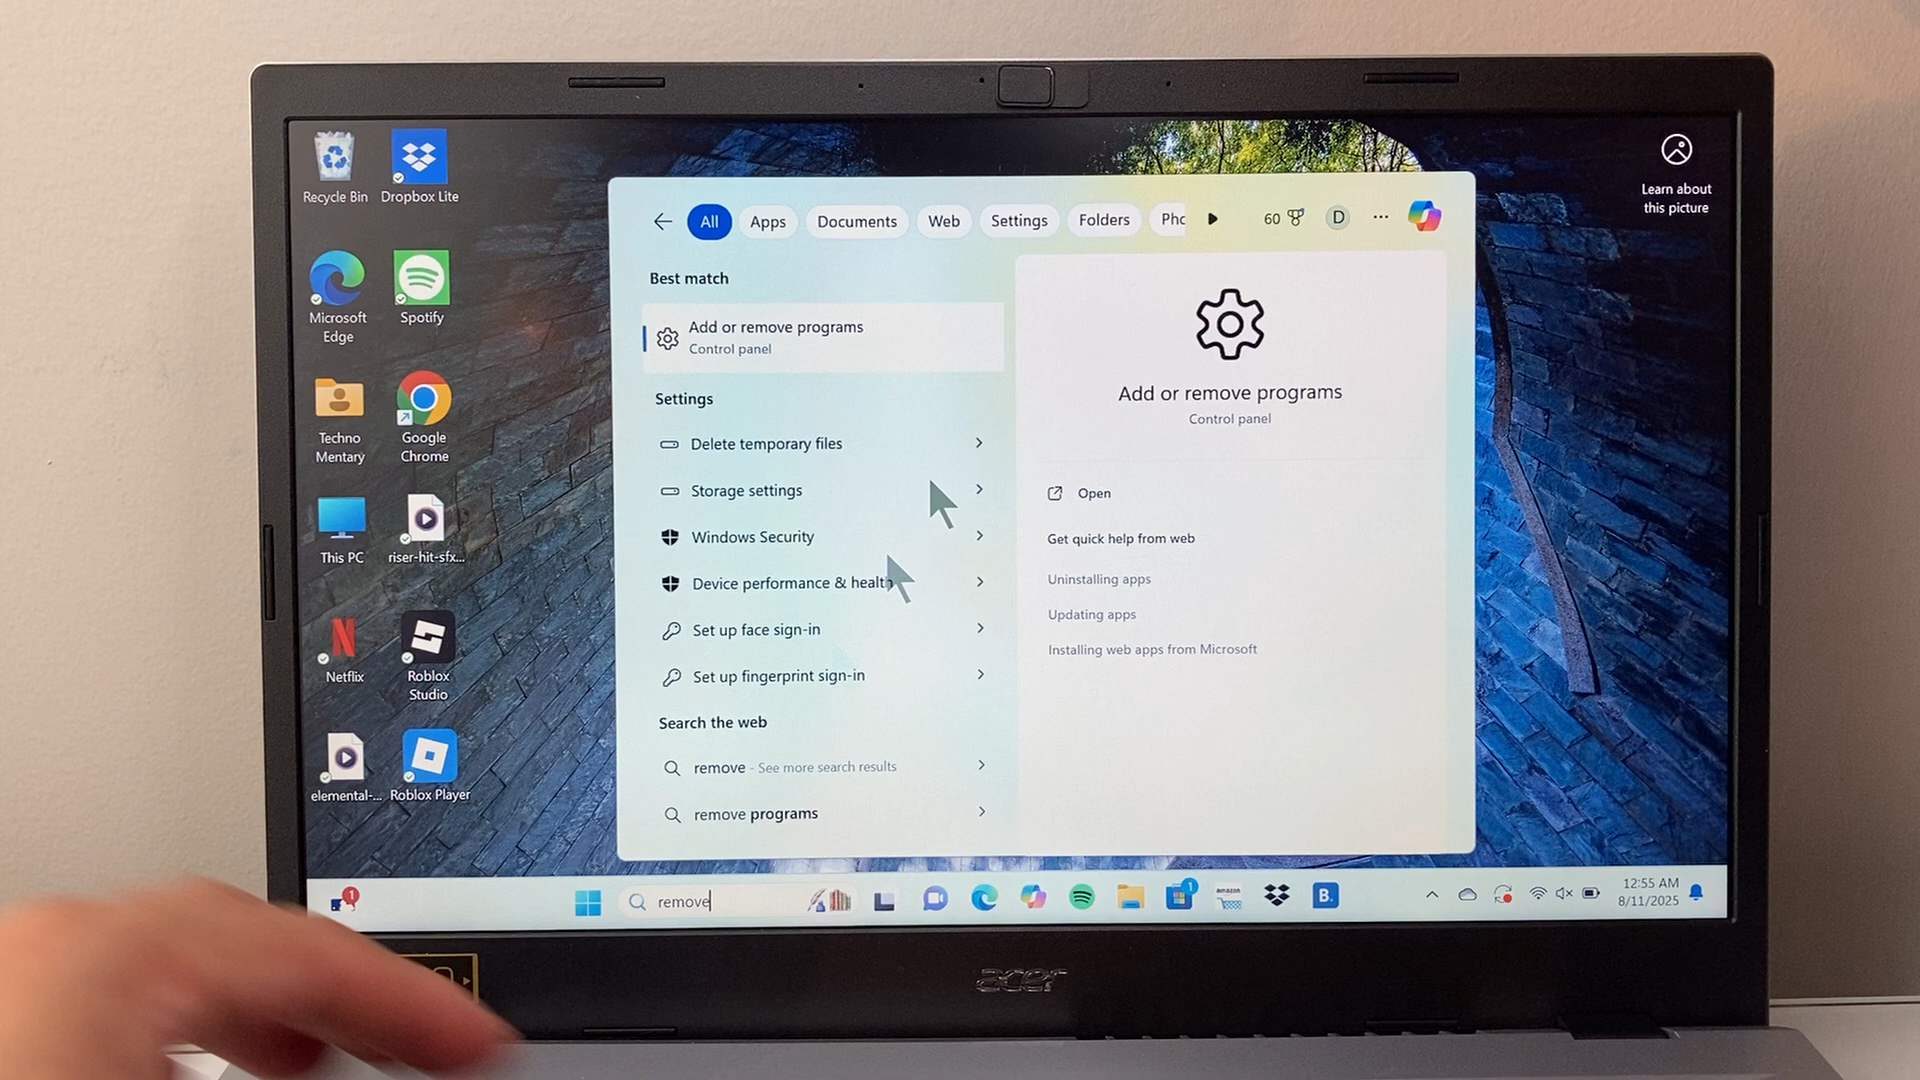 Recycle Bin
Dropbox Lite
Microsoft
Edge
Spotify
Techno
Mentary
Google
Chrome
This PC
riser-hit-sfx...
Netflix
Roblox
Studio
elemental-...
Roblox Player
Learn about
this picture
All Apps Documents Web Settings Folders Pho
60
D
...
Best match
Add or remove programs
Control panel
Settings
Delete temporary files
Storage settings
Windows Security
Device performance & health
Set up face sign-in
Set up fingerprint sign-in
Search the web
remove - See more search results
remove programs
Add or remove programs
Control panel
Open
Get quick help from web
Uninstalling apps
Updating apps
Installing web apps from Microsoft
1
remove
1
amazon
B.
12:55 AM
8/11/2025
acer